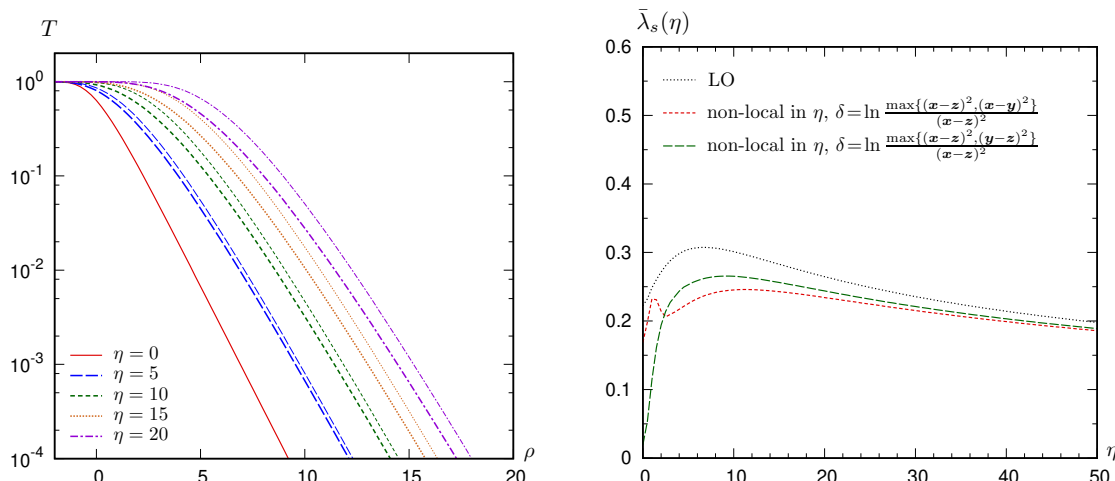 T
10^0
10^-1
10^-2
10^-3
10^-4
0 5 10 15 20
ρ
η = 0
η = 5
η = 10
η = 15
η = 20
λ̄_s(η)
0.6
0.5
0.4
0.3
0.2
0.1
0
0 10 20 30 40 50
η
LO
non-local in η, δ=ln max{(x−z)^2,(x−y)^2}/(x−z)^2
non-local in η, δ=ln max{(x−z)^2,(y−z)^2}/(x−z)^2